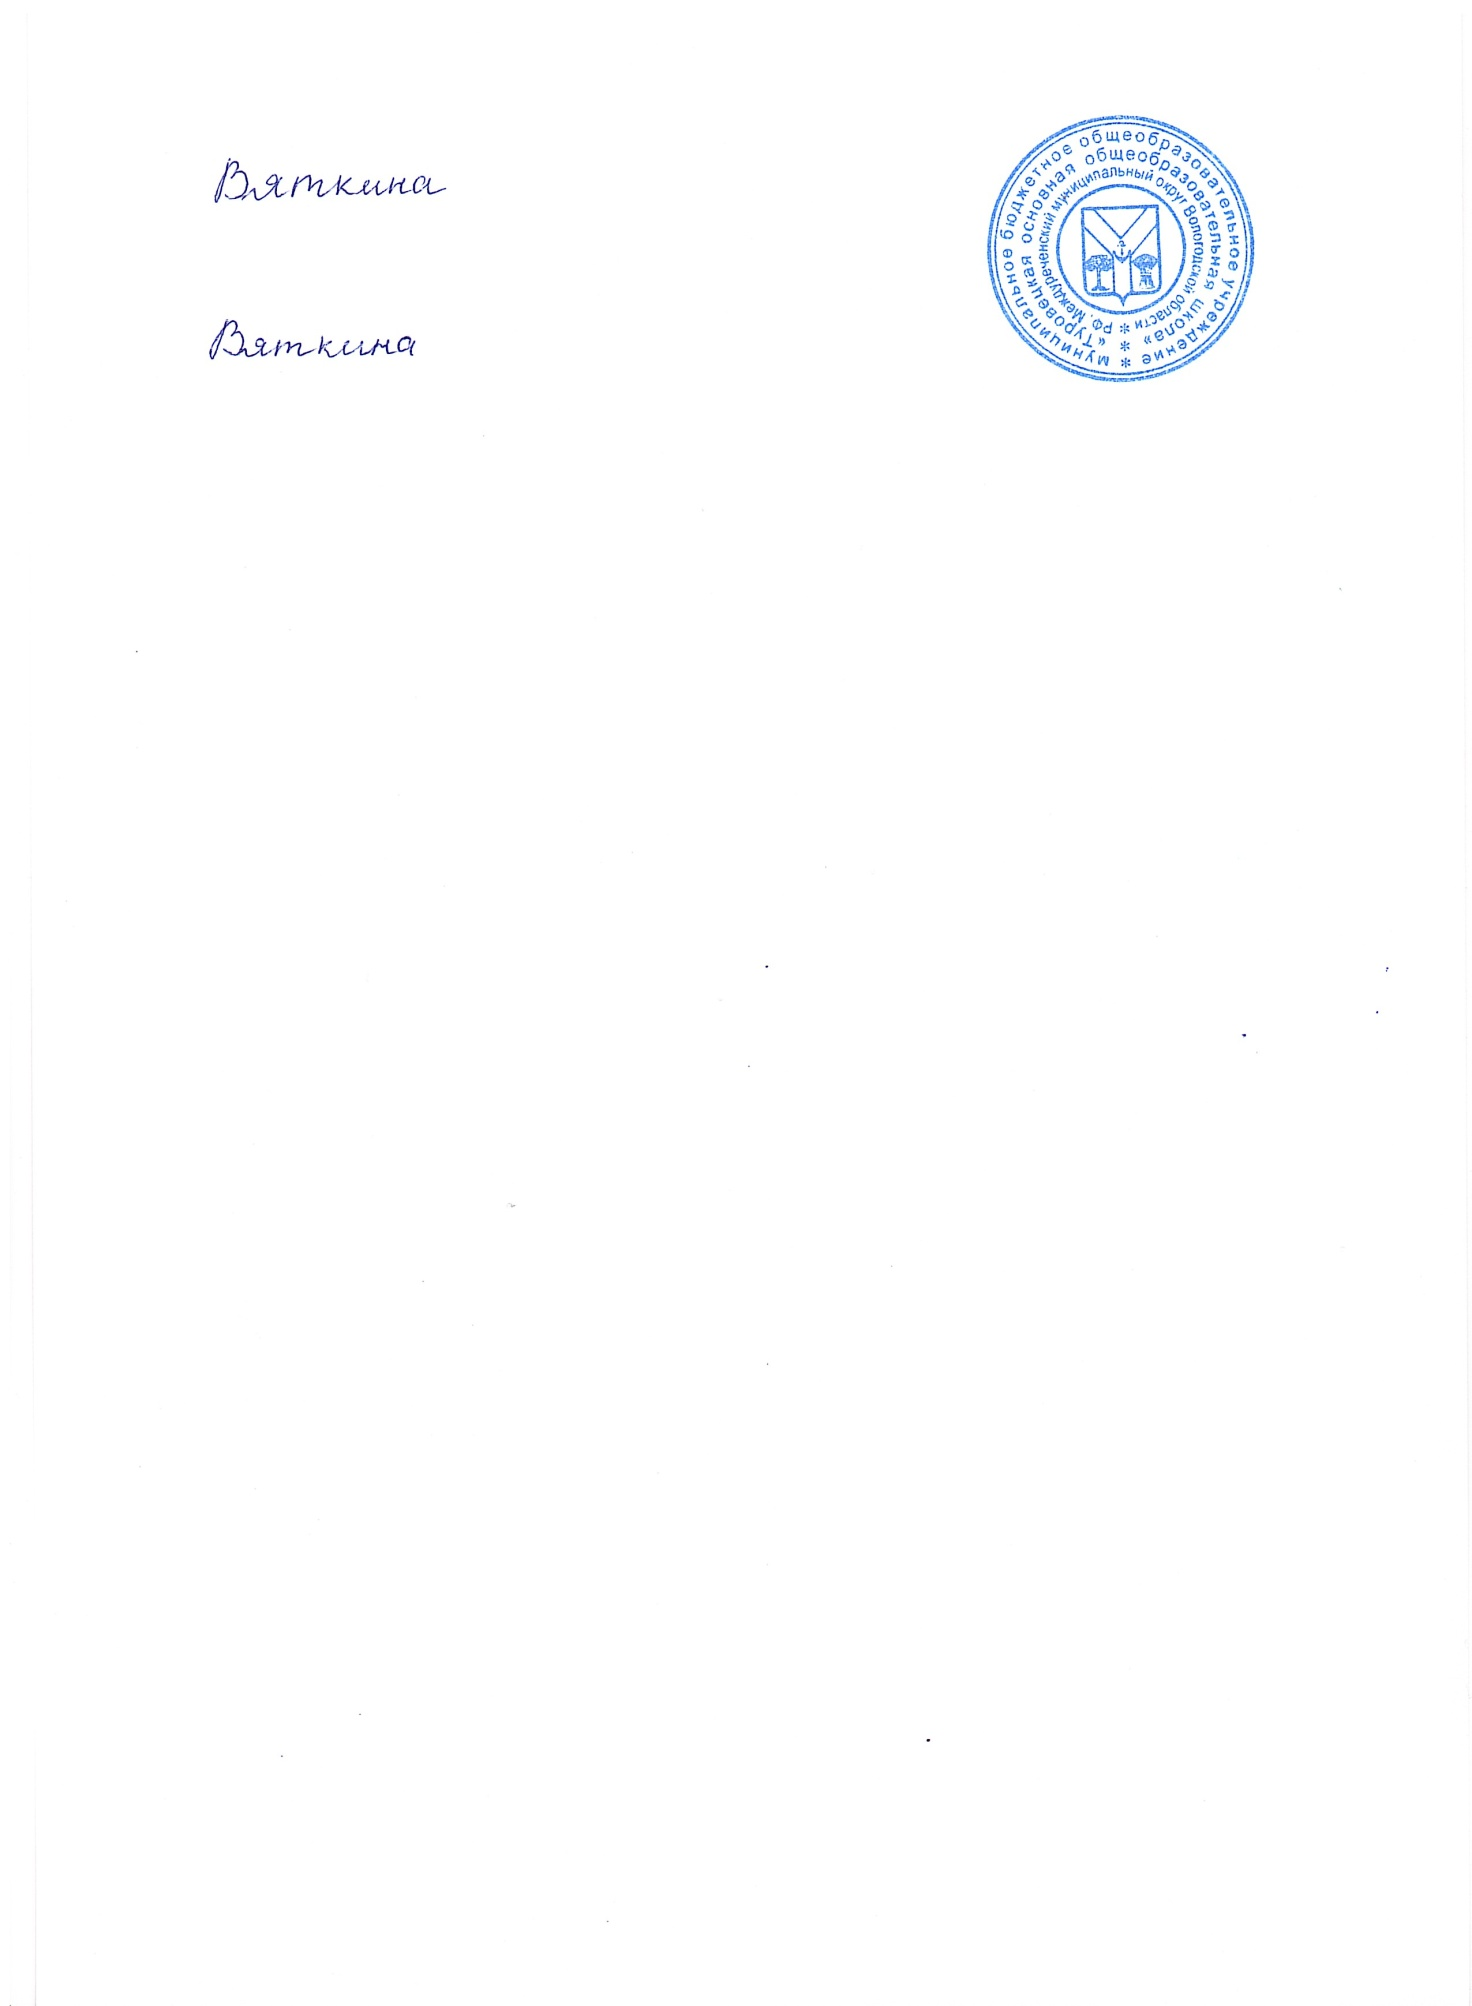 Вяткина
Вяткина
муниципальное бюджетное общеобразовательное учреждение *
«Туровецкая основная общеобразовательная школа» *
РФ, Междуреченский муниципальный округ Вологодской области *